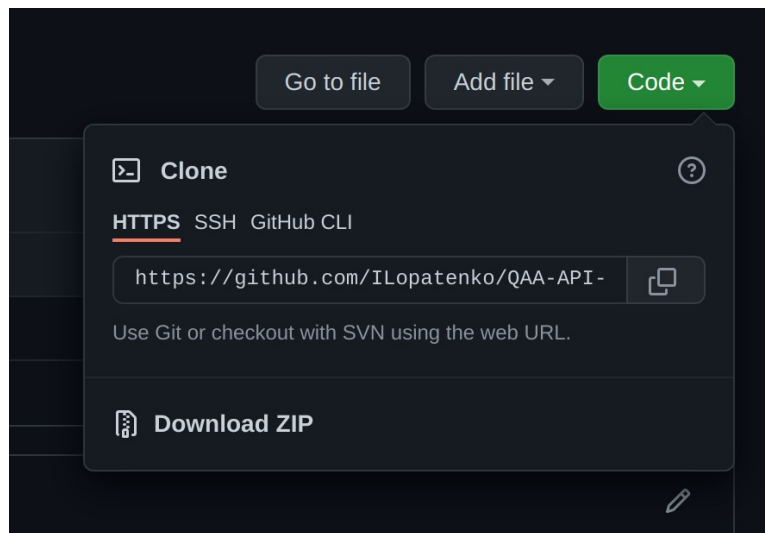 Go to file Add file Code
Clone
HTTPS SSH GitHub CLI
https://github.com/ILopatenko/QAA-API-
Use Git or checkout with SVN using the web URL.
Download ZIP